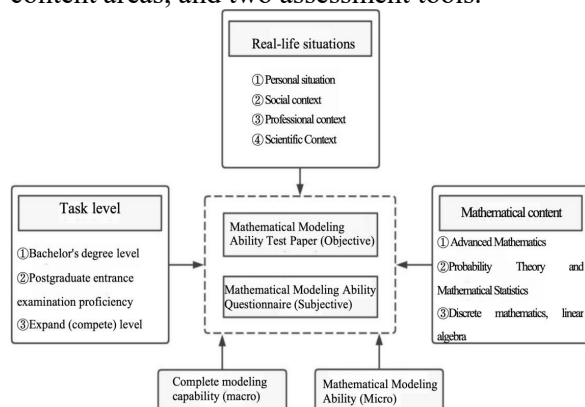 content areas, and two assessment tools.
Real-life situations
①Personal situation
②Social context
③Professional context
④Scientific Context
Task level
①Bachelor's degree level
②Postgraduate entrance
examination proficiency
③Expand (compete) level
Mathematical Modeling
Ability Test Paper (Objective)
Mathematical Modeling Ability
Questionnaire (Subjective)
Mathematical content
①Advanced Mathematics
②Probability Theory and
Mathematical Statistics
③Discrete mathematics, linear
algebra
Complete modeling
capability (macro)
Mathematical Modeling
Ability (Micro)